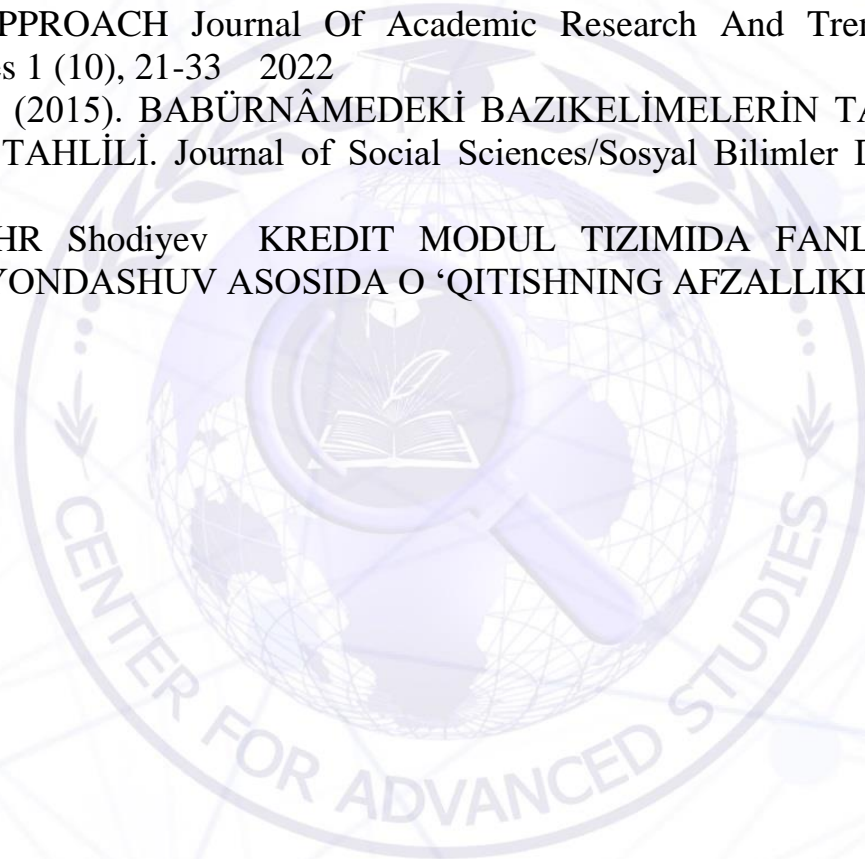 PPROACH Journal Of Academic Research And Tren
es 1 (10), 21-33 2022
(2015). BABÜRNÂMEDEKİ BAZIKELİMELERİN TA
TAHLİLİ. Journal of Social Sciences/Sosyal Bilimler D
HR Shodiyev KREDIT MODUL TIZIMIDA FANL
YONDASHUV ASOSIDA O ‘QITISHNING AFZALLIKL
CENTER FOR ADVANCED STUDIES